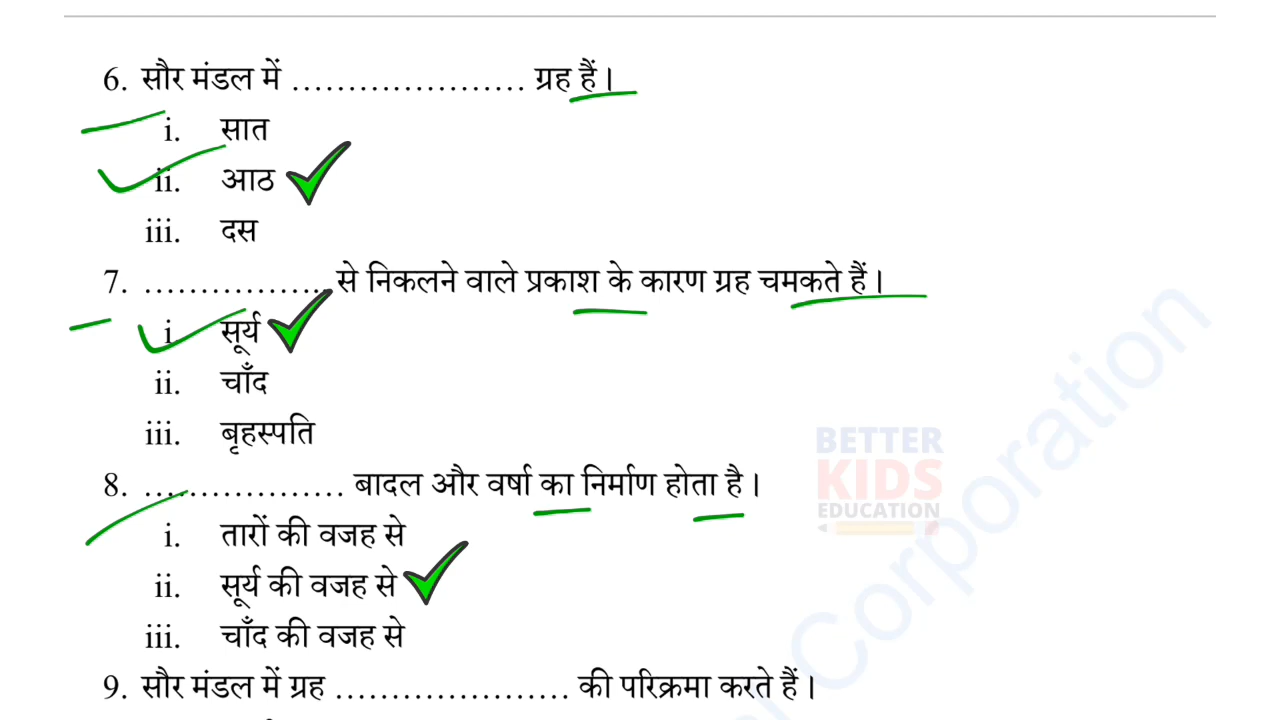 6. सौर मंडल में ..................... ग्रह हैं।
i. सात
ii. आठ
iii. दस
7. ................. से निकलने वाले प्रकाश के कारण ग्रह चमकते हैं।
i. सूर्य
ii. चाँद
iii. बृहस्पति
BETTER
KIDS
EDUCATION
8. .................. बादल और वर्षा का निर्माण होता है।
i. तारों की वजह से
ii. सूर्य की वजह से
iii. चाँद की वजह से
9. सौर मंडल में ग्रह ..................... की परिक्रमा करते हैं।
Corporation